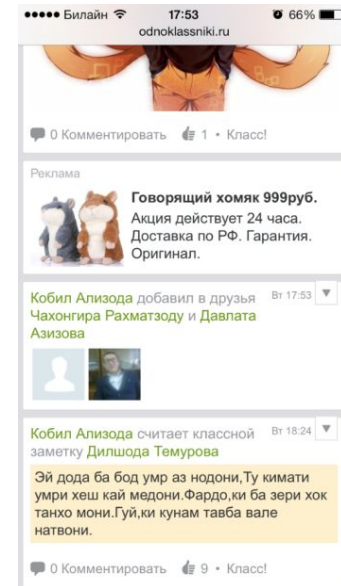 Билайн 17:53 66%
odnoklassniki.ru
0 Комментировать 1 • Класс!
Реклама
Говорящий хомяк 999руб.
Акция действует 24 часа.
Доставка по РФ. Гарантия.
Оригинал.
Кобил Ализода добавил в друзья Вт 17:53
Чахонгира Рахматзоду и Давлата
Азизова
Кобил Ализода считает классной Вт 18:24
заметку Дилшода Темурова
Эй дода ба бод умр аз нодони,Ту кимати
умри хеш кай медони.Фардо,ки ба зери хок
танхо мони.Гуй,ки кунам тавба вале
натвони.
0 Комментировать 9 • Класс!